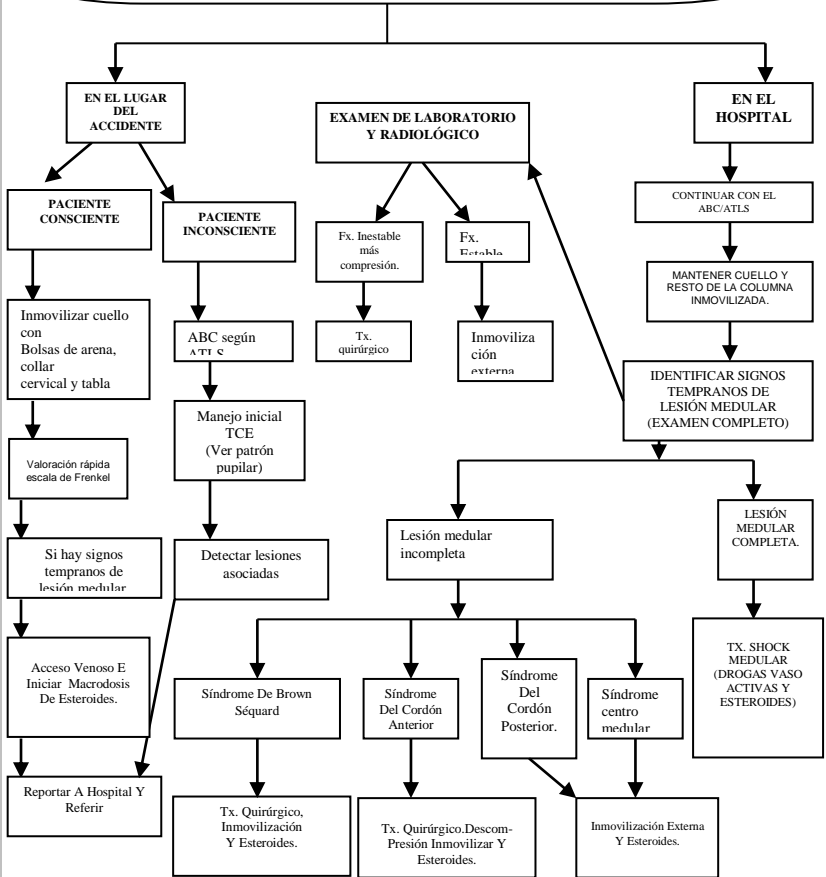 EN EL LUGAR
DEL
ACCIDENTE
EXAMEN DE LABORATORIO
Y RADIOLÓGICO
EN EL
HOSPITAL
PACIENTE
CONSCIENTE
PACIENTE
INCONSCIENTE
CONTINUAR CON EL
ABC/ATLS
Fx. Inestable
más
compresión.
Fx.
Estable
MANTENER CUELLO Y
RESTO DE LA COLUMNA
INMOVILIZADA.
Inmovilizar cuello
con
Bolsas de arena,
collar
cervical y tabla
ABC según
ATLS
Tx.
quirúrgico
Inmoviliza
ción
externa
IDENTIFICAR SIGNOS
TEMPRANOS DE
LESIÓN MEDULAR
(EXAMEN COMPLETO)
Manejo inicial
TCE
(Ver patrón
pupilar)
Valoración rápida
escala de Frenkel
Lesión medular
incompleta
LESIÓN
MEDULAR
COMPLETA.
Si hay signos
tempranos de
lesión medular
Detectar lesiones
asociadas
Acceso Venoso E
Iniciar Macrodosis
De Esteroides.
Síndrome De Brown
Séquard
Síndrome
Del Cordón
Anterior
Síndrome
Del
Cordón
Posterior.
Síndrome
centro
medular
TX. SHOCK
MEDULAR
(DROGAS VASO
ACTIVAS Y
ESTEROIDES)
Reportar A Hospital Y
Referir
Tx. Quirúrgico,
Inmovilización
Y Esteroides.
Tx. Quirúrgico.Descom-
Presión Inmovilizar Y
Esteroides.
Inmovilización Externa
Y Esteroides.